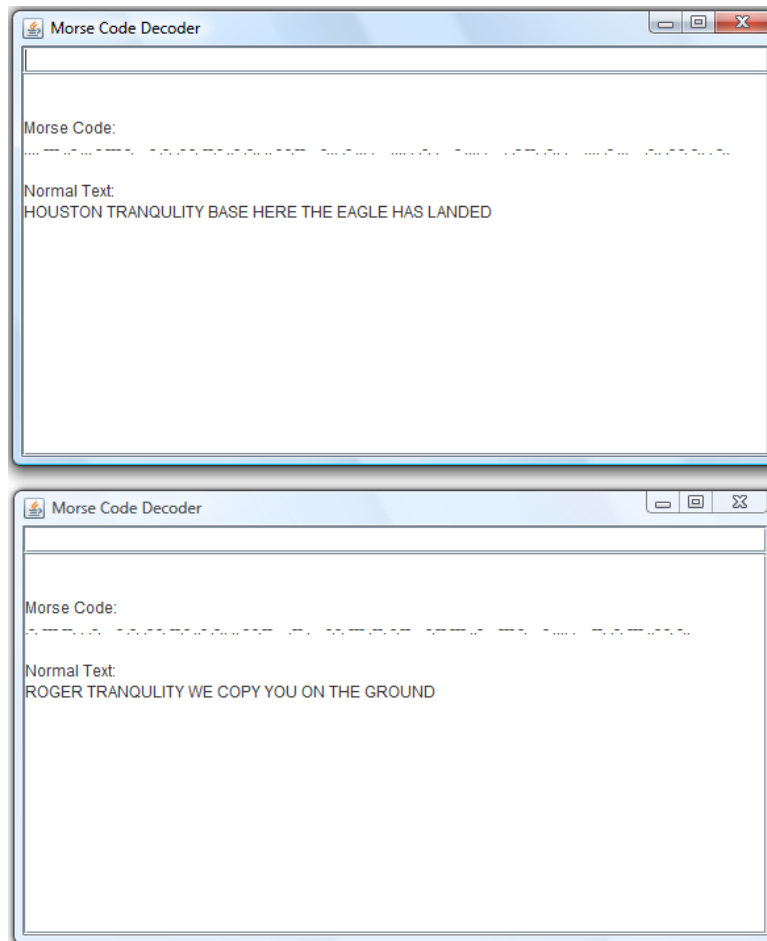 Morse Code Decoder
Morse Code:
.... --- ..- ... - --- -.   - .-. .- -. --.- ..- .-.. .. - -.--   -... .- ... .   .... . .-. .   - .... .   . .- --. .-.. .   .... .- ...   .-.. .- -. -.. . -..
Normal Text:
HOUSTON TRANQULITY BASE HERE THE EAGLE HAS LANDED
Morse Code Decoder
Morse Code:
.-. --- --. . .-.   - .-. .- -. --.- ..- .-.. .. - -.--   .-- .   -.-. --- .--. -.--   -.-- --- ..-   --- -.   - .... .   --. .-. --- ..- -. -..
Normal Text:
ROGER TRANQULITY WE COPY YOU ON THE GROUND